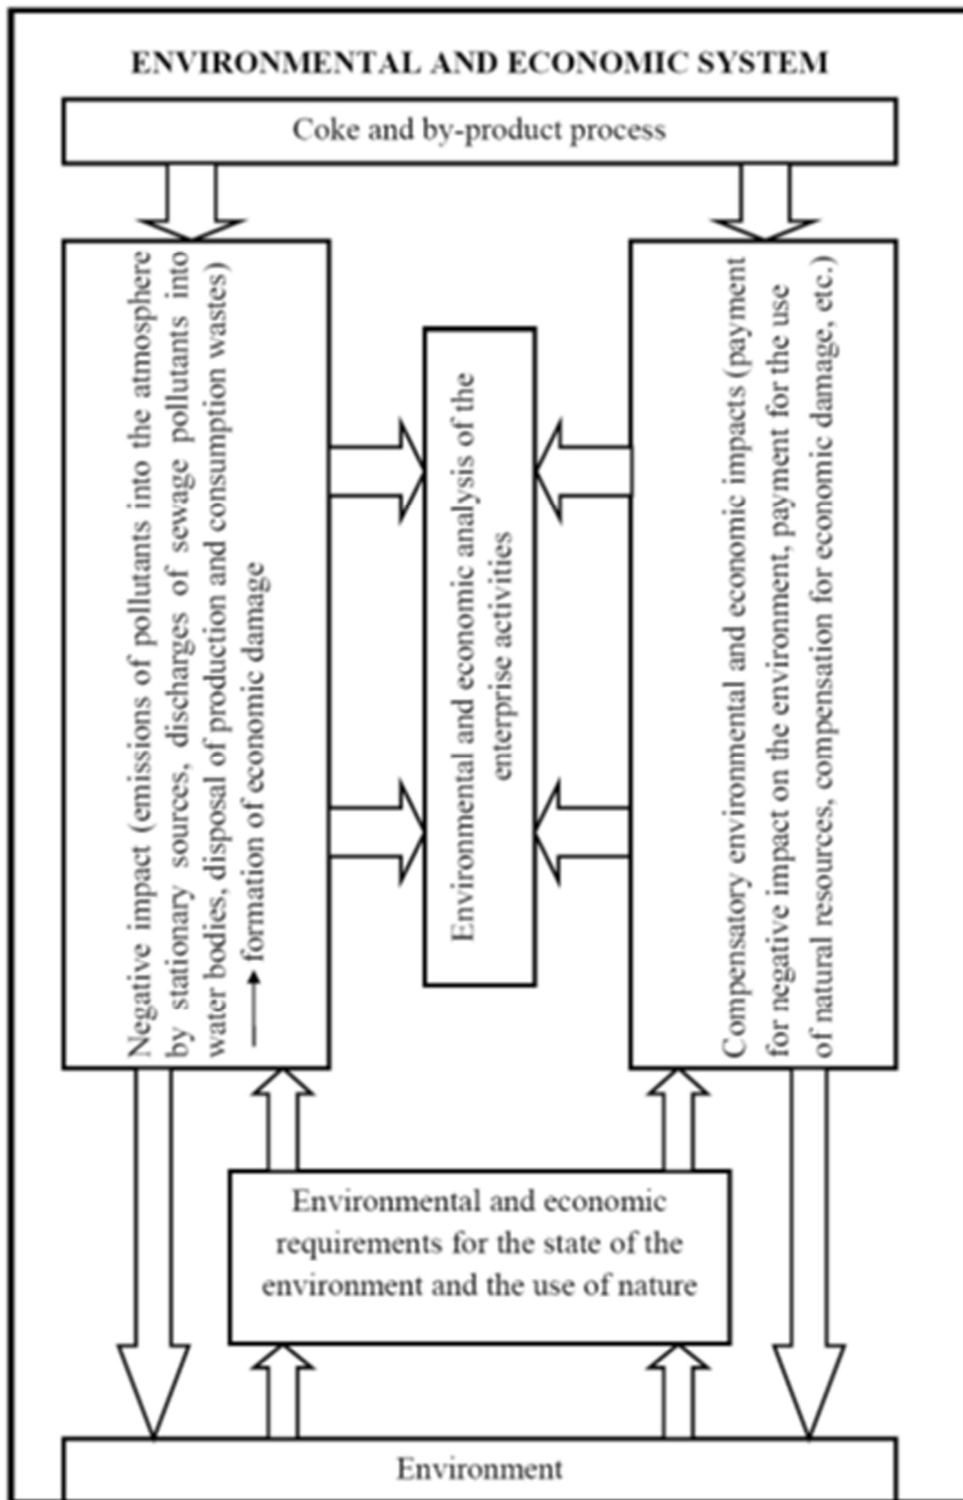 ENVIRONMENTAL AND ECONOMIC SYSTEM
Coke and by-product process
Negative impact (emissions of pollutants into the atmosphere
by stationary sources, discharges of sewage pollutants into
water bodies, disposal of production and consumption wastes)
→ formation of economic damage
Environmental and economic analysis of the
enterprise activities
Compensatory environmental and economic impacts (payment
for negative impact on the environment, payment for the use
of natural resources, compensation for economic damage, etc.)
Environmental and economic
requirements for the state of the
environment and the use of nature
Environment